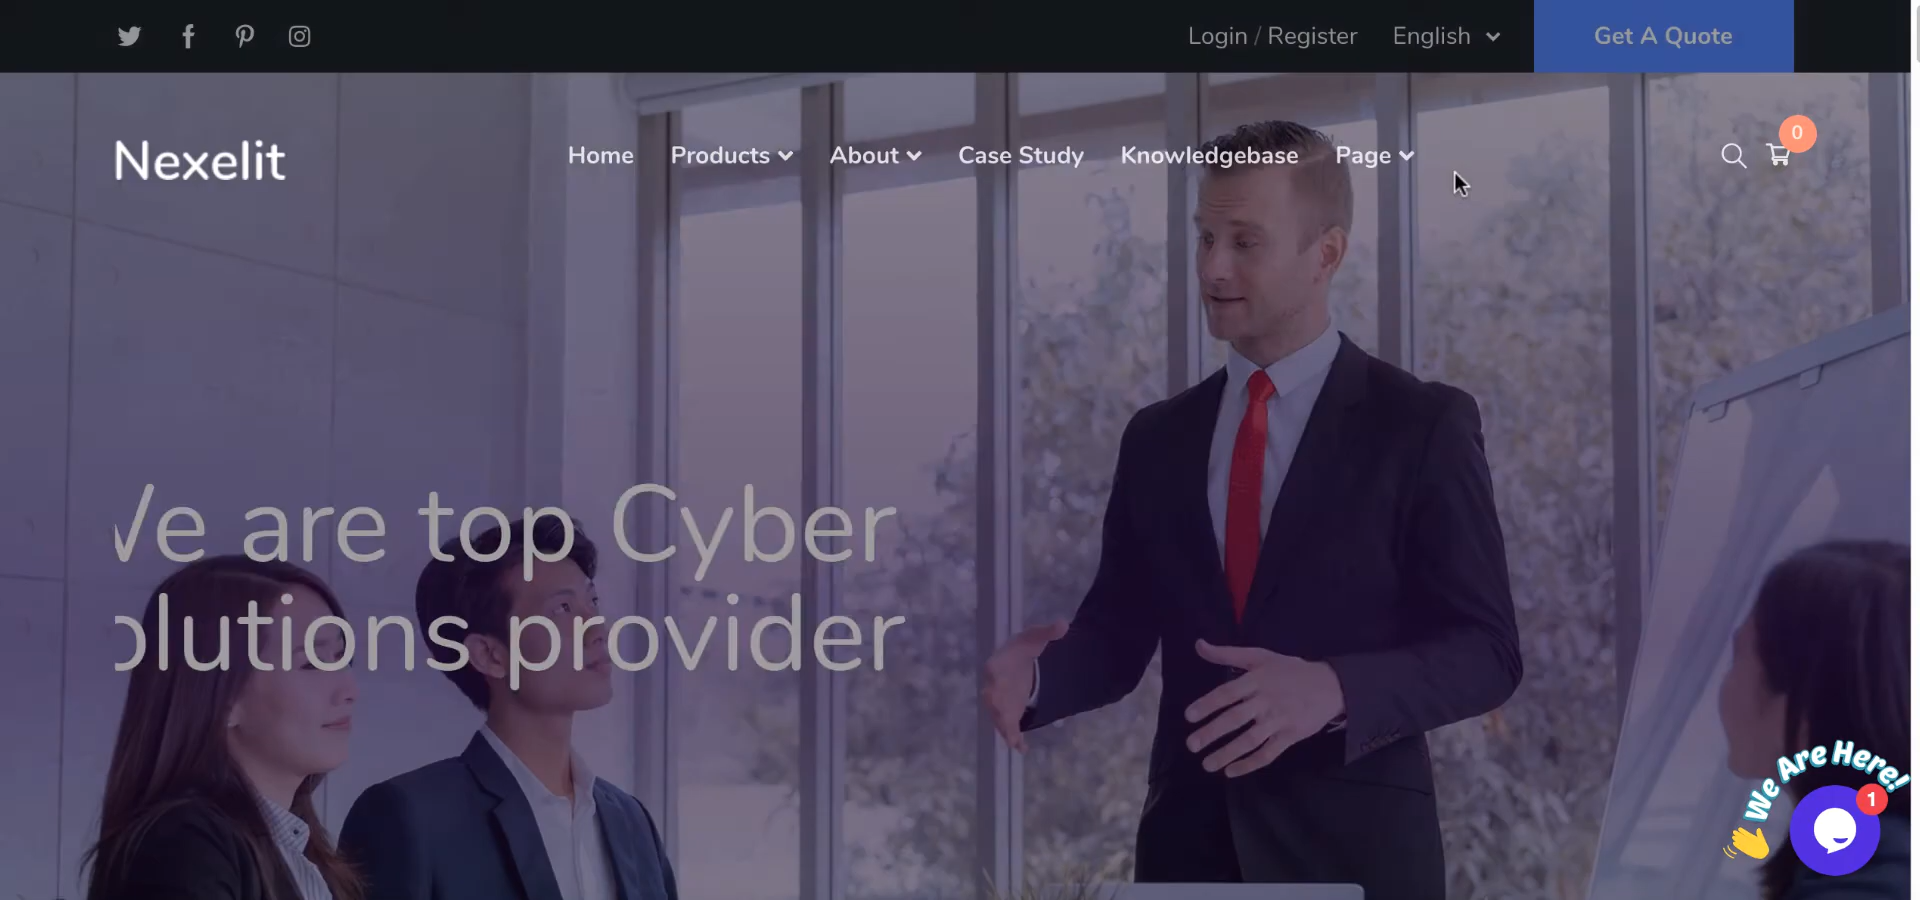 Login / Register
English
Get A Quote
Nexelit
Home
Products
About
Case Study
Knowledgebase
Page
0
We are top Cyber
olutions provider
We Are Here!
1